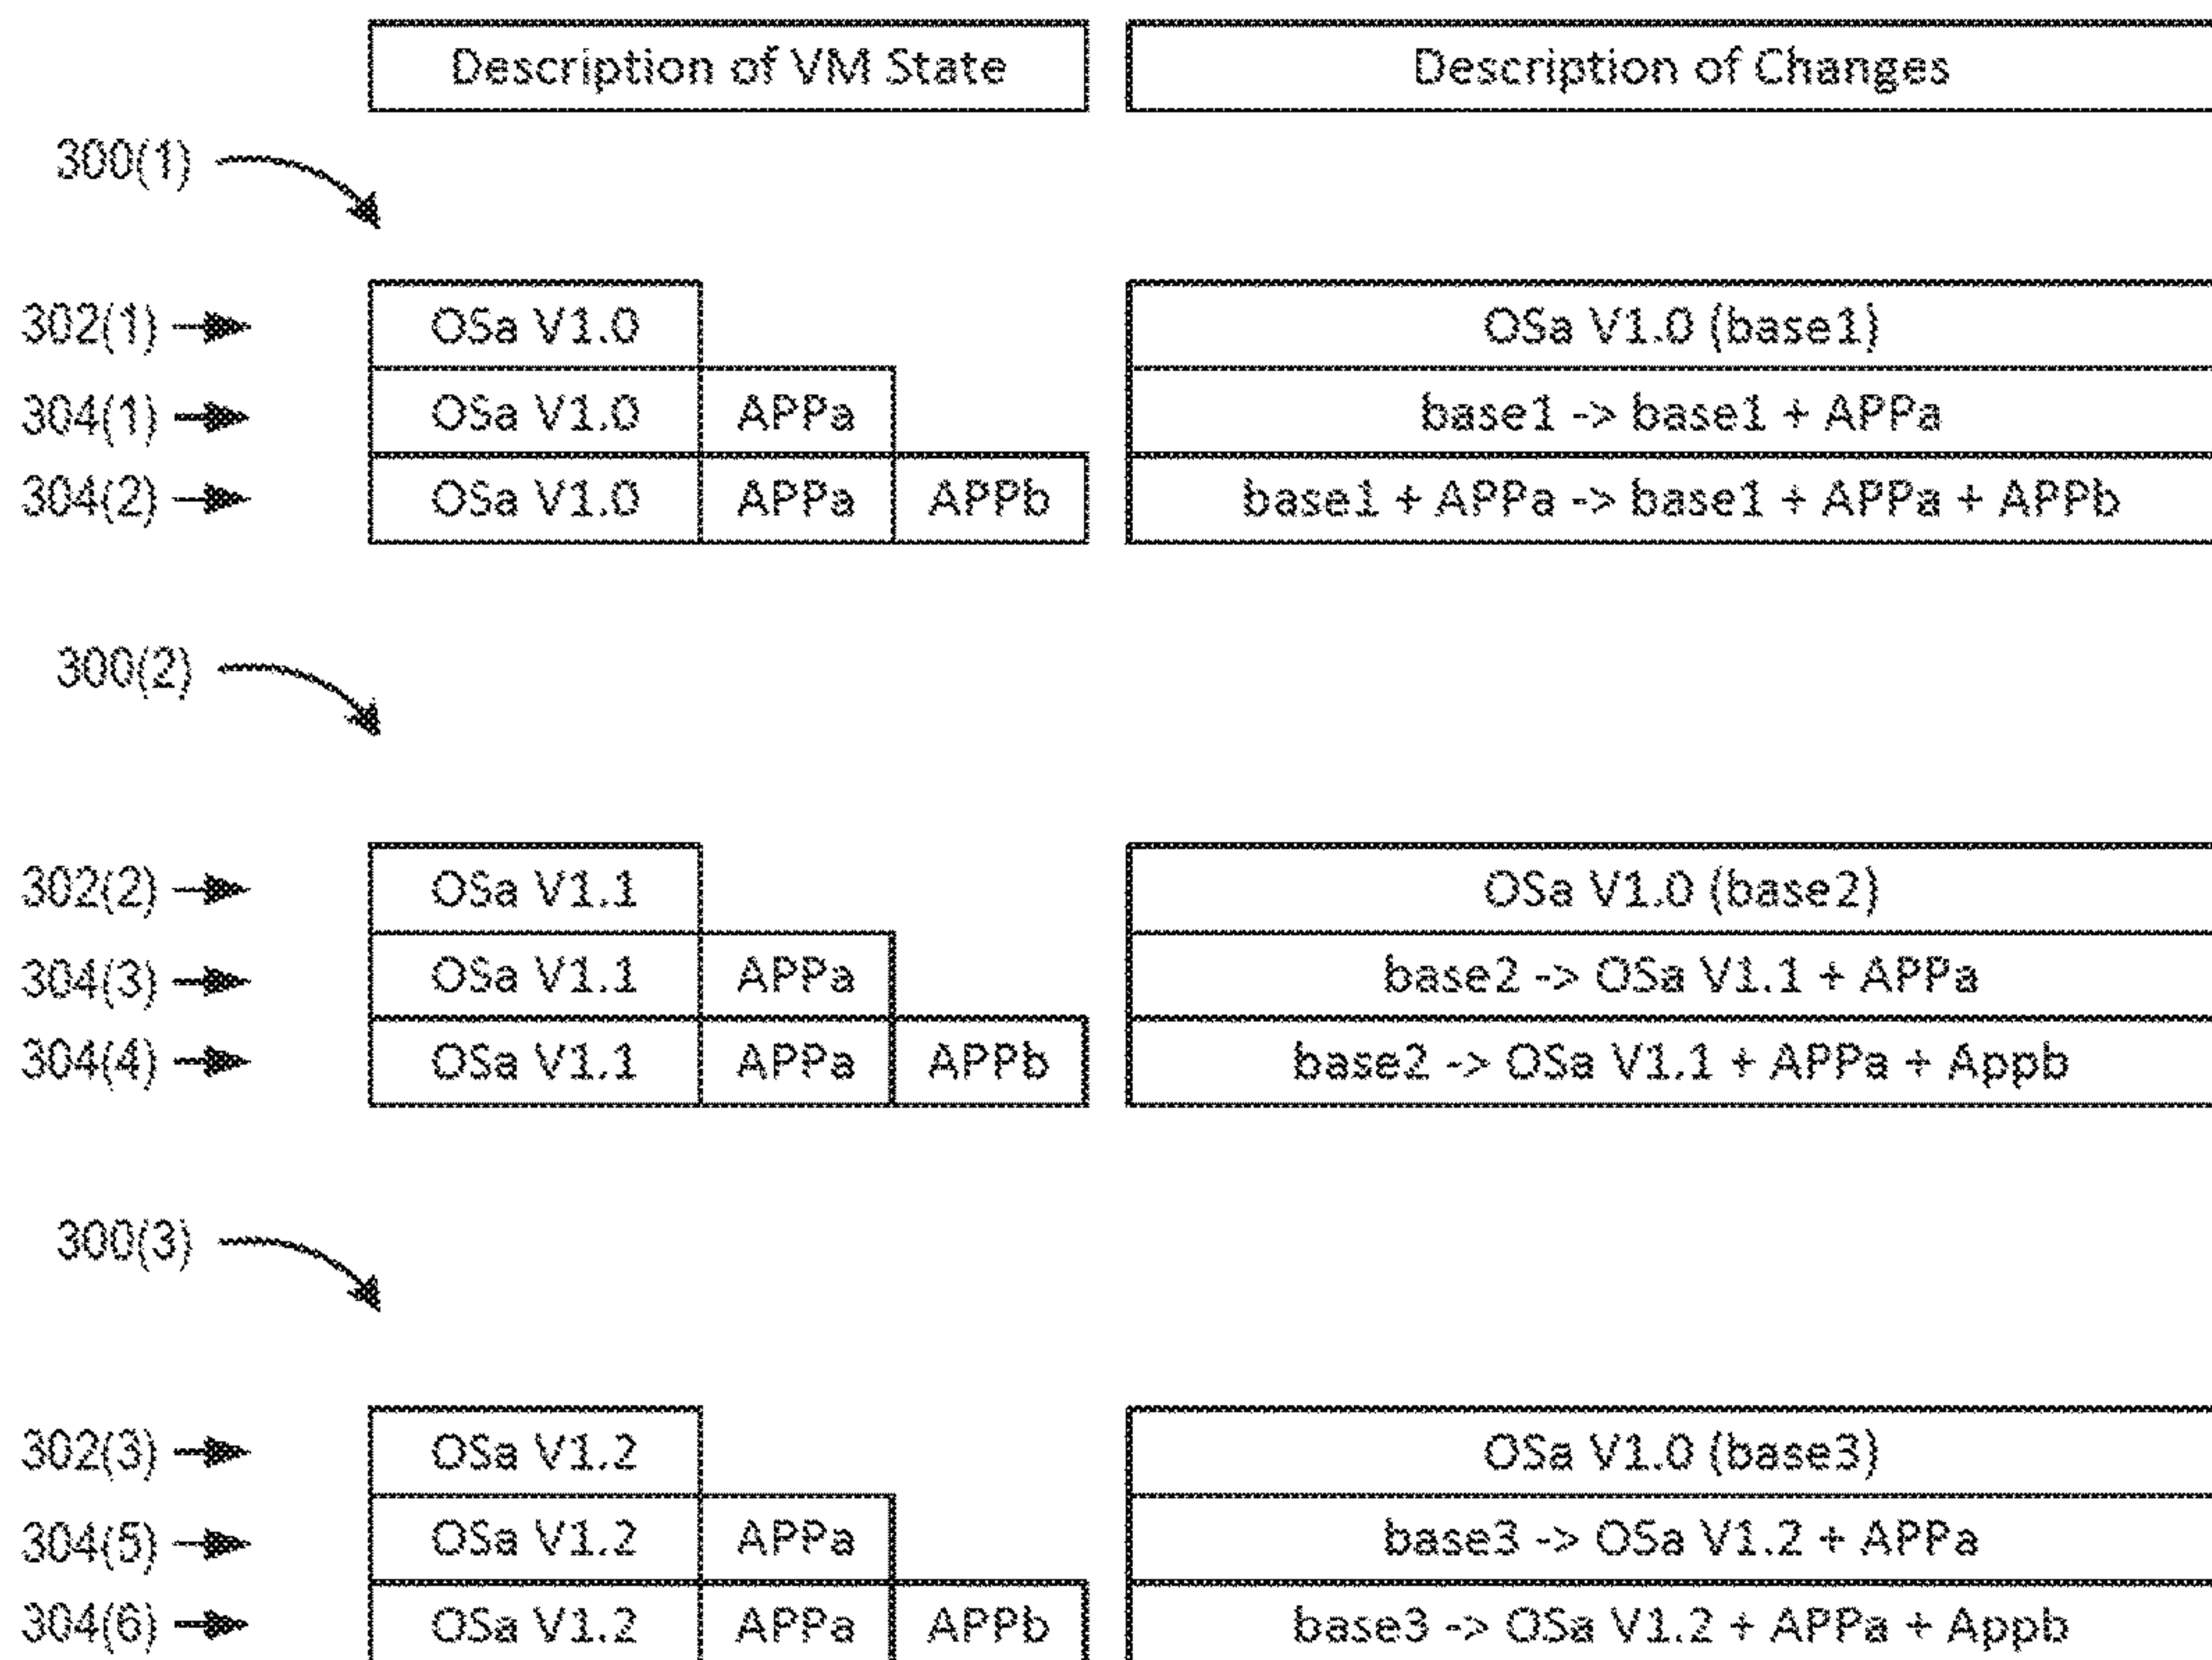 Description of VM State Description of Changes
300(1)
302(1) OSa V1.0 OSa V1.0 (base1)
304(1) OSa V1.0 APPa base1 -> base1 + APPa
304(2) OSa V1.0 APPa APPb base1 + APPa -> base1 + APPa + APPb
300(2)
302(2) OSa V1.1 OSa V1.0 (base2)
304(3) OSa V1.1 APPa base2 -> OSa V1.1 + APPa
304(4) OSa V1.1 APPa APPb base2 -> OSa V1.1 + APPa + Appb
300(3)
302(3) OSa V1.2 OSa V1.0 (base3)
304(5) OSa V1.2 APPa base3 -> OSa V1.2 + APPa
304(6) OSa V1.2 APPa APPb base3 -> OSa V1.2 + APPa + Appb